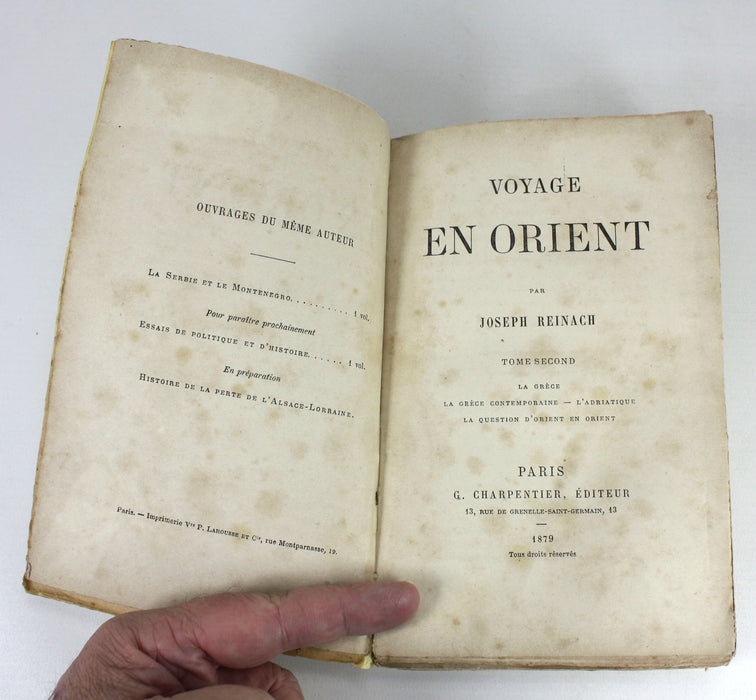 OUVRAGES DU MÊME AUTEUR
LA SERBIE ET LE MONTENEGRO. . . . . . . . . . 1 vol.
Pour paraître prochainement
ESSAIS DE POLITIQUE ET D'HISTOIRE. . . . . . 1 vol.
En préparation
HISTOIRE DE LA PERTE DE L'ALSACE-LORRAINE.
Paris. — Imprimerie Vve P. LAROUSSE ET Cie, rue Montparnasse, 19.
VOYAGE
EN ORIENT
PAR
JOSEPH REINACH
TOME SECOND
LA GRÈCE
LA GRÈCE CONTEMPORAINE — L'ADRIATIQUE
LA QUESTION D'ORIENT EN ORIENT
PARIS
G. CHARPENTIER, ÉDITEUR
13, RUE DE GRENELLE-SAINT-GERMAIN, 13
1879
Tous droits réservés